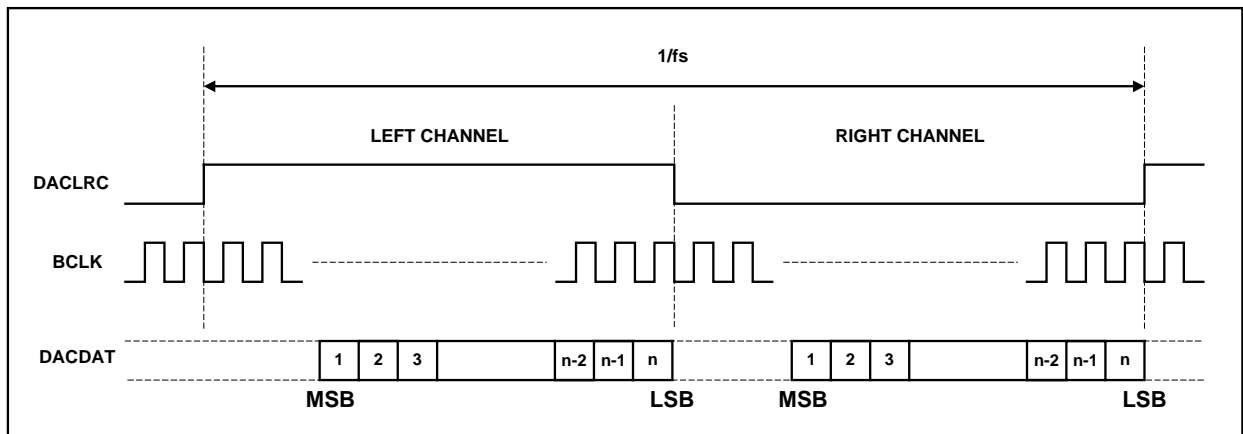 1/fs
LEFT CHANNEL RIGHT CHANNEL
DACLRC
BCLK
DACDAT 1 2 3 n-2 n-1 n 1 2 3 n-2 n-1 n
MSB LSB MSB LSB